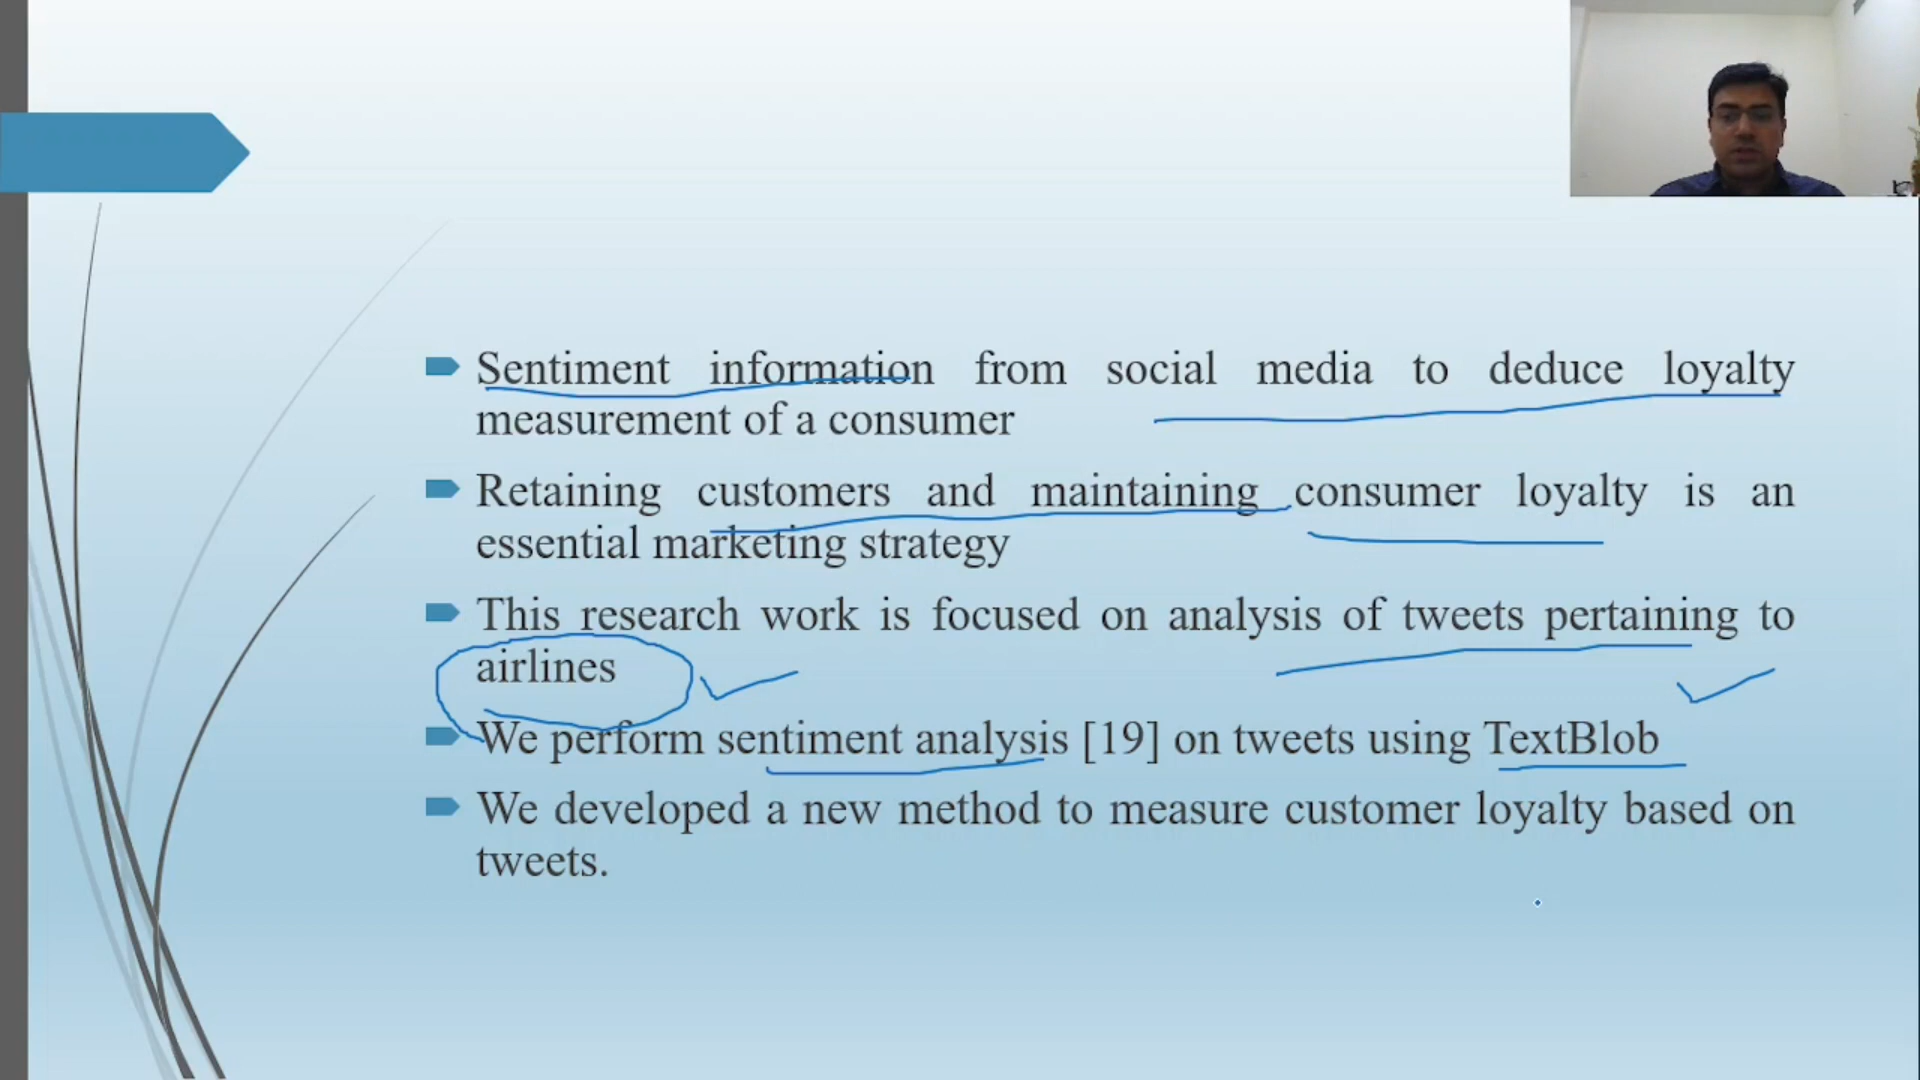 Sentiment information from social media to deduce loyalty
measurement of a consumer
Retaining customers and maintaining consumer loyalty is an
essential marketing strategy
This research work is focused on analysis of tweets pertaining to
airlines
We perform sentiment analysis [19] on tweets using TextBlob
We developed a new method to measure customer loyalty based on
tweets.